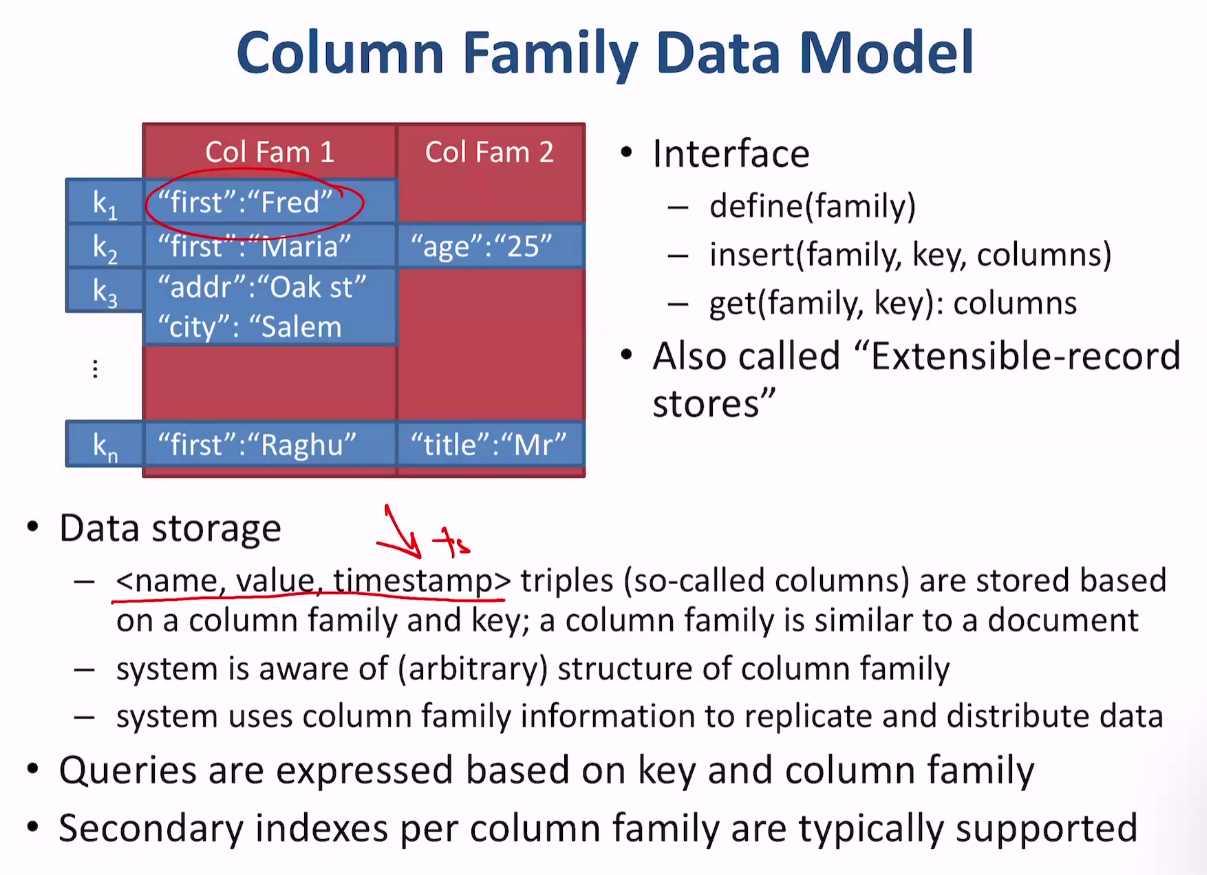 Column Family Data Model
Col Fam 1 Col Fam 2
k1 “first”:“Fred”
k2 “first”:“Maria” “age”:“25”
k3 “addr”:“Oak st”
“city”: “Salem
⋮
kn “first”:“Raghu” “title”:“Mr”
• Interface
– define(family)
– insert(family, key, columns)
– get(family, key): columns
• Also called “Extensible-record
stores”
• Data storage
ts
– <name, value, timestamp> triples (so-called columns) are stored based
on a column family and key; a column family is similar to a document
– system is aware of (arbitrary) structure of column family
– system uses column family information to replicate and distribute data
• Queries are expressed based on key and column family
• Secondary indexes per column family are typically supported